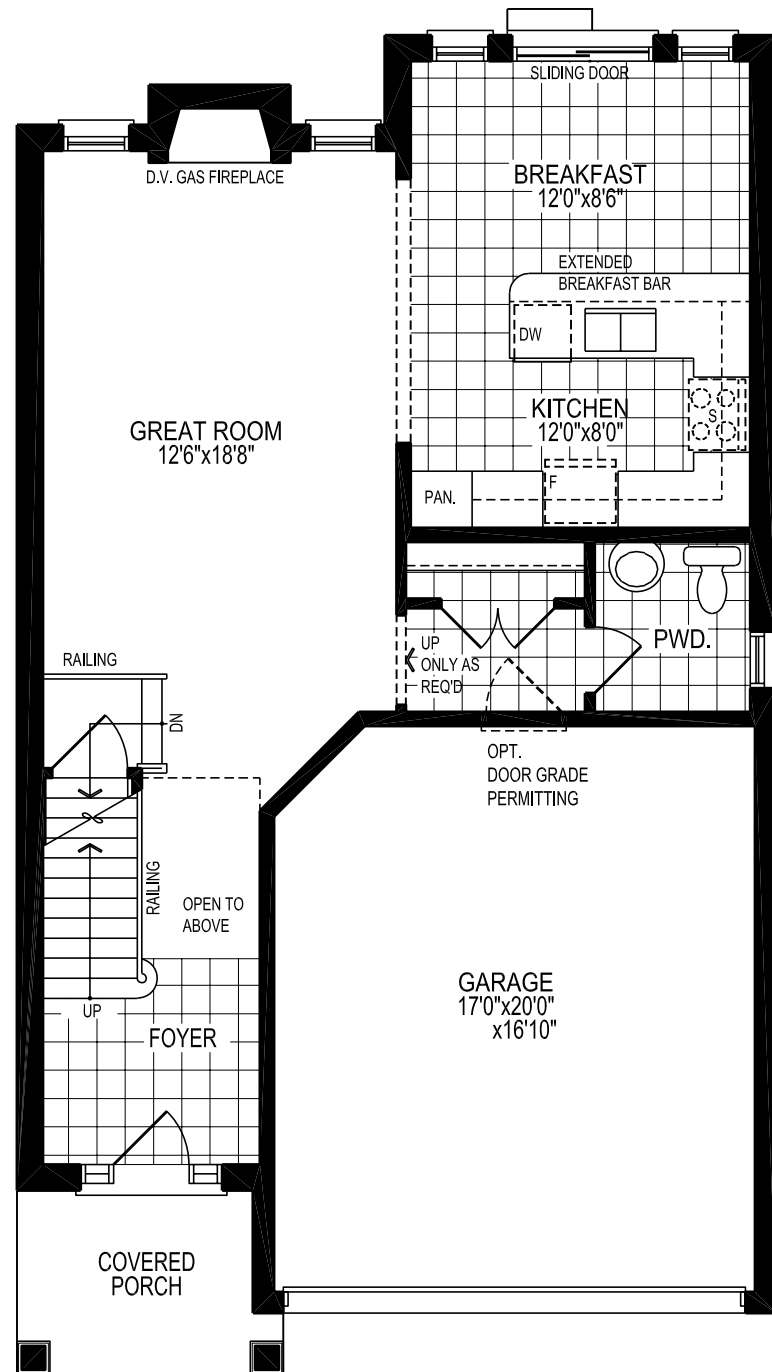 SLIDING DOOR
D.V. GAS FIREPLACE
BREAKFAST
12'0"x8'6"
EXTENDED
BREAKFAST BAR
DW
KITCHEN
12'0"x8'0"
S
GREAT ROOM
12'6"x18'8"
F
PAN.
UP
ONLY AS
REQ'D
PWD.
RAILING
DN
OPT.
DOOR GRADE
PERMITTING
RAILING
OPEN TO
ABOVE
GARAGE
17'0"x20'0"
x16'10"
UP
FOYER
COVERED
PORCH